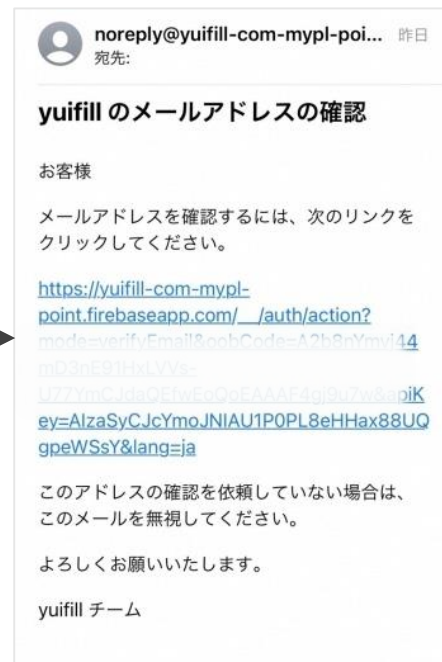 noreply@yuifill-com-mypl-poi... 昨日
宛先:
yuifill のメールアドレスの確認
お客様
メールアドレスを確認するには、次のリンクを
クリックしてください。
https://yuifill-com-mypl-
point.firebaseapp.com/__/auth/action?
mode=verifyEmail&oobCode=A2b8nYmvj44
mD3nE91HxLVVs-
ey=AIzaSyCJcYmoJNIAU1P0PL8eHHax88UQ
gpeWSsY&lang=ja
このアドレスの確認を依頼していない場合は、
このメールを無視してください。
よろしくお願いいたします。
yuifill チーム